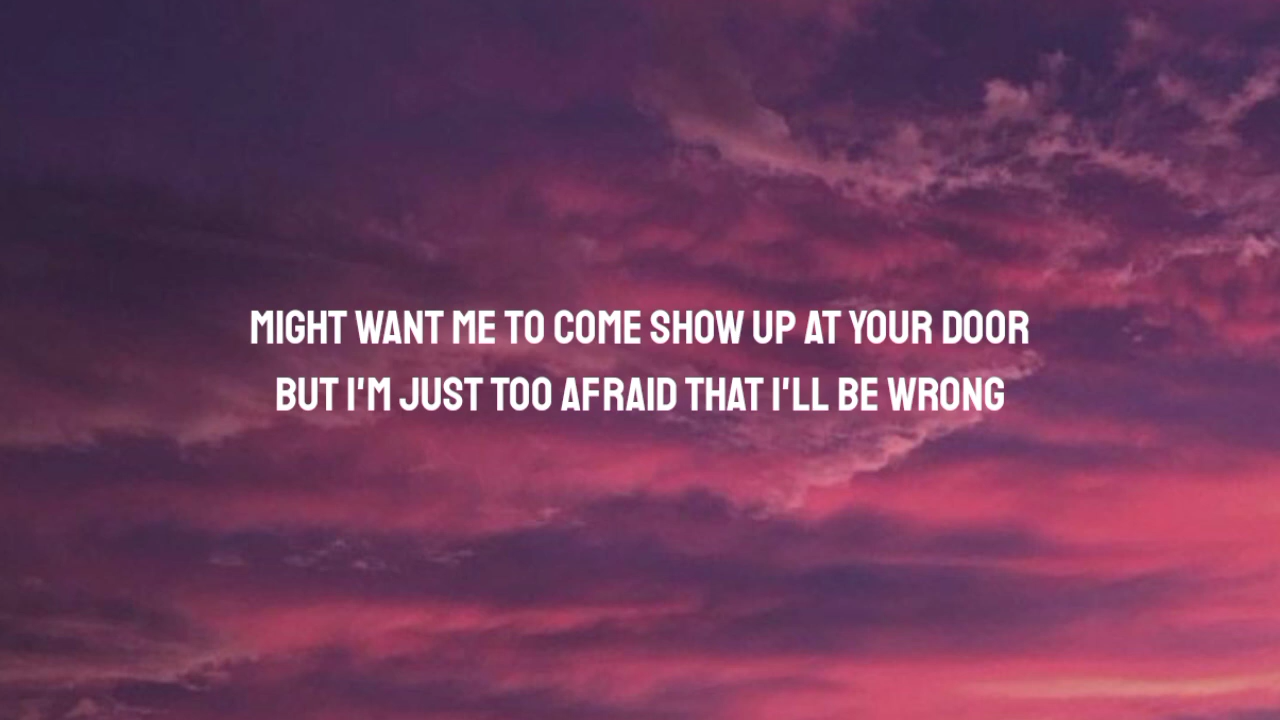 MIGHT WANT ME TO COME SHOW UP AT YOUR DOOR
BUT I'M JUST TOO AFRAID THAT I'LL BE WRONG